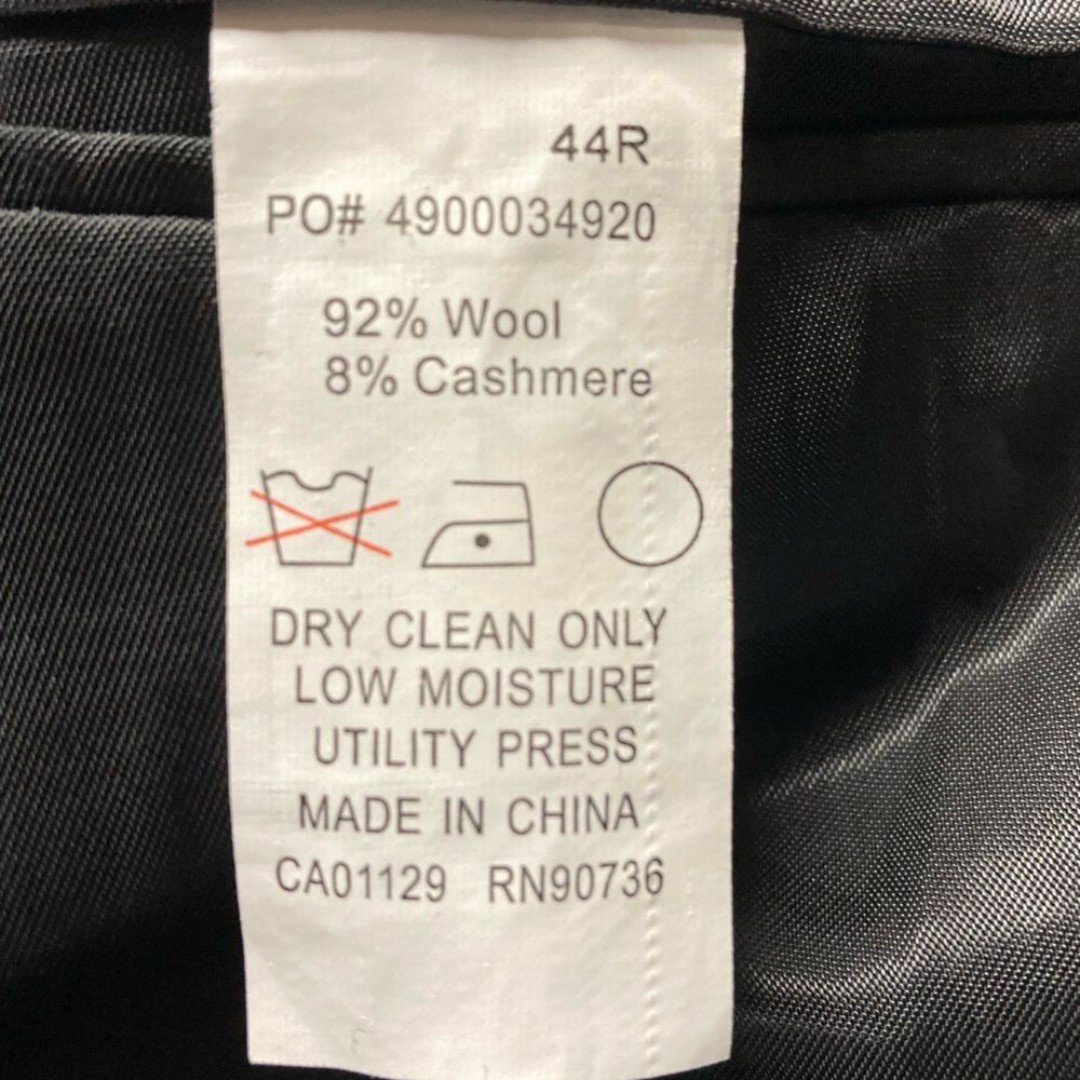 44R
PO# 4900034920
92% Wool
8% Cashmere
DRY CLEAN ONLY
LOW MOISTURE
UTILITY PRESS
MADE IN CHINA
CA01129 RN90736